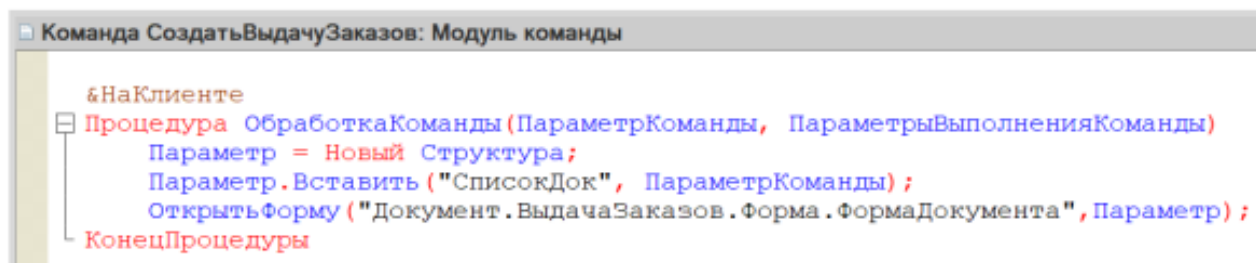 Команда СоздатьВыдачуЗаказов: Модуль команды
&НаКлиенте
Процедура ОбработкаКоманды(ПараметрКоманды, ПараметрыВыполненияКоманды)
Параметр = Новый Структура;
Параметр.Вставить("СписокДок", ПараметрКоманды);
ОткрытьФорму("Документ.ВыдачаЗаказов.Форма.ФормаДокумента",Параметр);
КонецПроцедуры